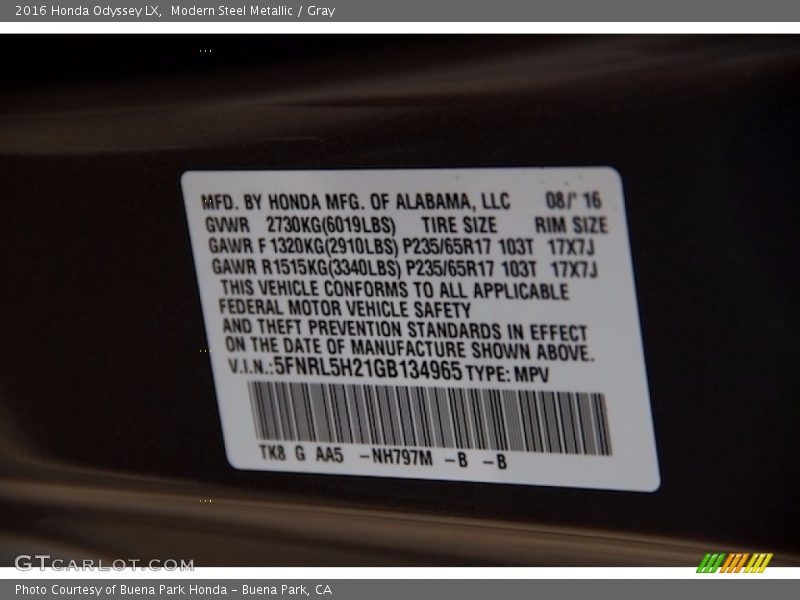 2016 Honda Odyssey LX,  Modern Steel Metallic / Gray
MFD. BY HONDA MFG. OF ALABAMA, LLC 08/' 16
GVWR 2730KG(6019LBS) TIRE SIZE RIM SIZE
GAWR F 1320KG(2910LBS) P235/65R17 103T 17X7J
GAWR R1515KG(3340LBS) P235/65R17 103T 17X7J
THIS VEHICLE CONFORMS TO ALL APPLICABLE
FEDERAL MOTOR VEHICLE SAFETY
AND THEFT PREVENTION STANDARDS IN EFFECT
ON THE DATE OF MANUFACTURE SHOWN ABOVE.
V.I.N.:5FNRL5H21GB134965 TYPE: MPV
TK8 G AA5 -NH797M -B -B
GTCARLOT.COM
Photo Courtesy of Buena Park Honda - Buena Park, CA